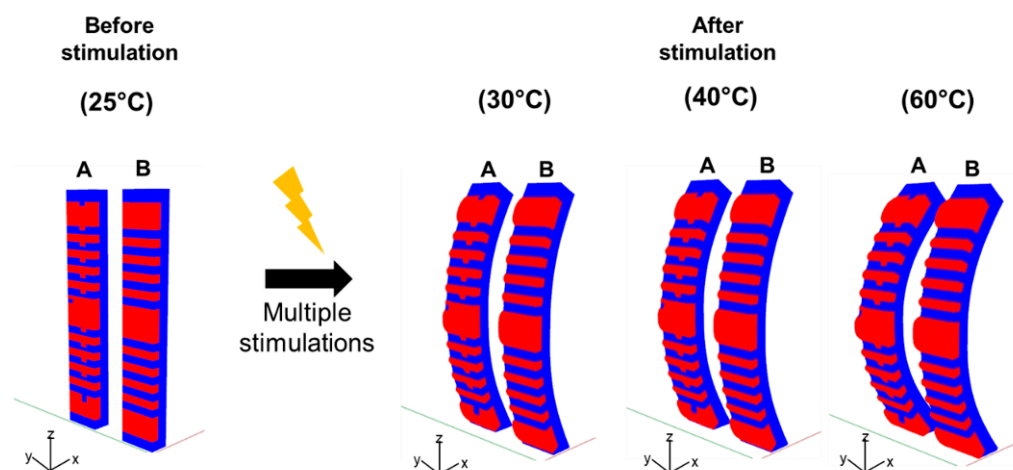 Before
stimulation
(25°C)
A B
z
y x
Multiple
stimulations
After
stimulation
(30°C) (40°C) (60°C)
A B A B A B
z z z
y x y x y x